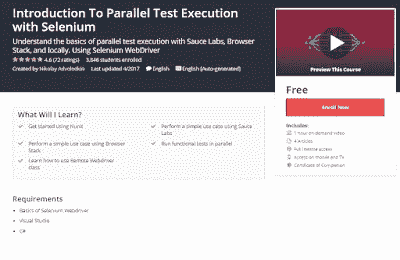 Introduction To Parallel Test Execution
with Selenium
Understand the basics of parallel test execution with Sauce Labs, Browser
Stack, and locally. Using Selenium WebDriver
4.6 (72 ratings) 3,846 students enrolled
Created by Nikolay Advolodkin Last updated 4/2017 English English [Auto-generated]
Preview This Course
Free
Enroll Now
Includes:
1 hour on-demand video
4 Articles
Full lifetime access
Access on mobile and TV
Certificate of Completion
What Will I Learn?
Get started using Nunit
Perform a simple use case using Sauce
Labs
Perform a simple use case using Browser
Stack
Run functional tests in parallel
Learn how to use Remote Webdriver
class
Requirements
Basics of Selenium Webdriver
Visual Studio
C#